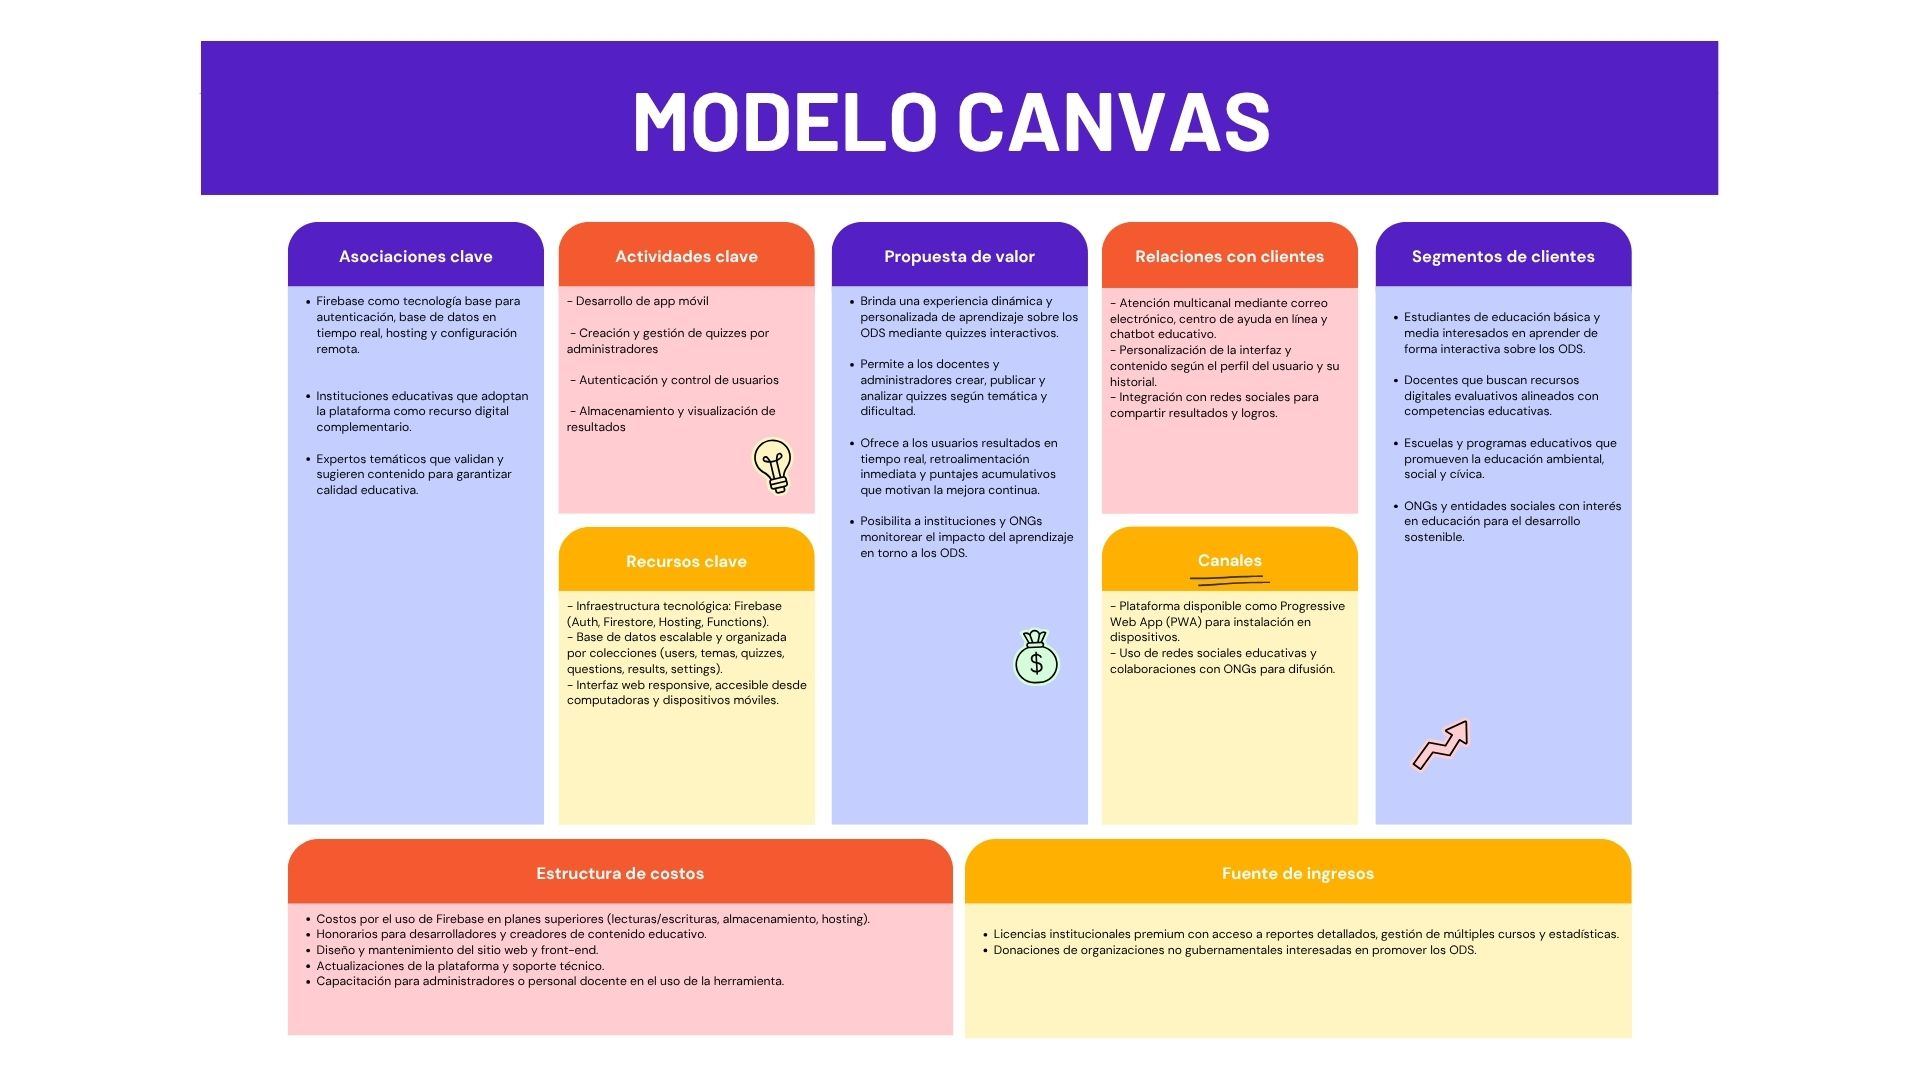 MODELO CANVAS
Asociaciones clave
• Firebase como tecnología base para
autenticación, base de datos en
tiempo real, hosting y configuración
remota.
• Instituciones educativas que adoptan
la plataforma como recurso digital
complementario.
• Expertos temáticos que validan y
sugieren contenido para garantizar
calidad educativa.
Actividades clave
- Desarrollo de app móvil
- Creación y gestión de quizzes por
administradores
- Autenticación y control de usuarios
- Almacenamiento y visualización de
resultados
Recursos clave
- Infraestructura tecnológica: Firebase
(Auth, Firestore, Hosting, Functions).
- Base de datos escalable y organizada
por colecciones (users, temas, quizzes,
questions, results, settings).
- Interfaz web responsive, accesible desde
computadoras y dispositivos móviles.
Propuesta de valor
• Brinda una experiencia dinámica y
personalizada de aprendizaje sobre los
ODS mediante quizzes interactivos.
• Permite a los docentes y
administradores crear, publicar y
analizar quizzes según temática y
dificultad.
• Ofrece a los usuarios resultados en
tiempo real, retroalimentación
inmediata y puntajes acumulativos
que motivan la mejora continua.
• Posibilita a instituciones y ONGs
monitorear el impacto del aprendizaje
en torno a los ODS.
$
Relaciones con clientes
- Atención multicanal mediante correo
electrónico, centro de ayuda en línea y
chatbot educativo.
- Personalización de la interfaz y
contenido según el perfil del usuario y su
historial.
- Integración con redes sociales para
compartir resultados y logros.
Canales
- Plataforma disponible como Progressive
Web App (PWA) para instalación en
dispositivos.
- Uso de redes sociales educativas y
colaboraciones con ONGs para difusión.
Segmentos de clientes
• Estudiantes de educación básica y
media interesados en aprender de
forma interactiva sobre los ODS.
• Docentes que buscan recursos
digitales evaluativos alineados con
competencias educativas.
• Escuelas y programas educativos que
promueven la educación ambiental,
social y cívica.
• ONGs y entidades sociales con interés
en educación para el desarrollo
sostenible.
Estructura de costos
• Costos por el uso de Firebase en planes superiores (lecturas/escrituras, almacenamiento, hosting).
• Honorarios para desarrolladores y creadores de contenido educativo.
• Diseño y mantenimiento del sitio web y front-end.
• Actualizaciones de la plataforma y soporte técnico.
• Capacitación para administradores o personal docente en el uso de la herramienta.
Fuente de ingresos
• Licencias institucionales premium con acceso a reportes detallados, gestión de múltiples cursos y estadísticas.
• Donaciones de organizaciones no gubernamentales interesadas en promover los ODS.